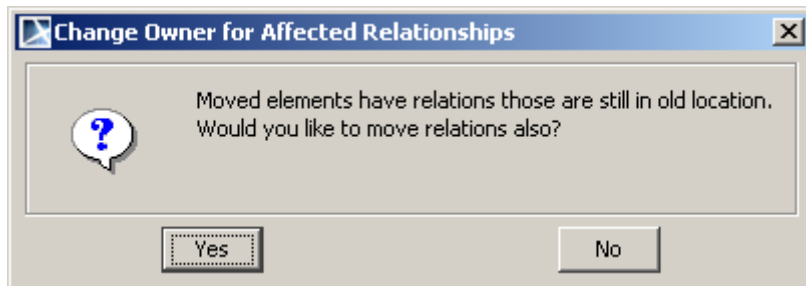 Change Owner for Affected Relationships
Moved elements have relations those are still in old location.
Would you like to move relations also?
Yes No